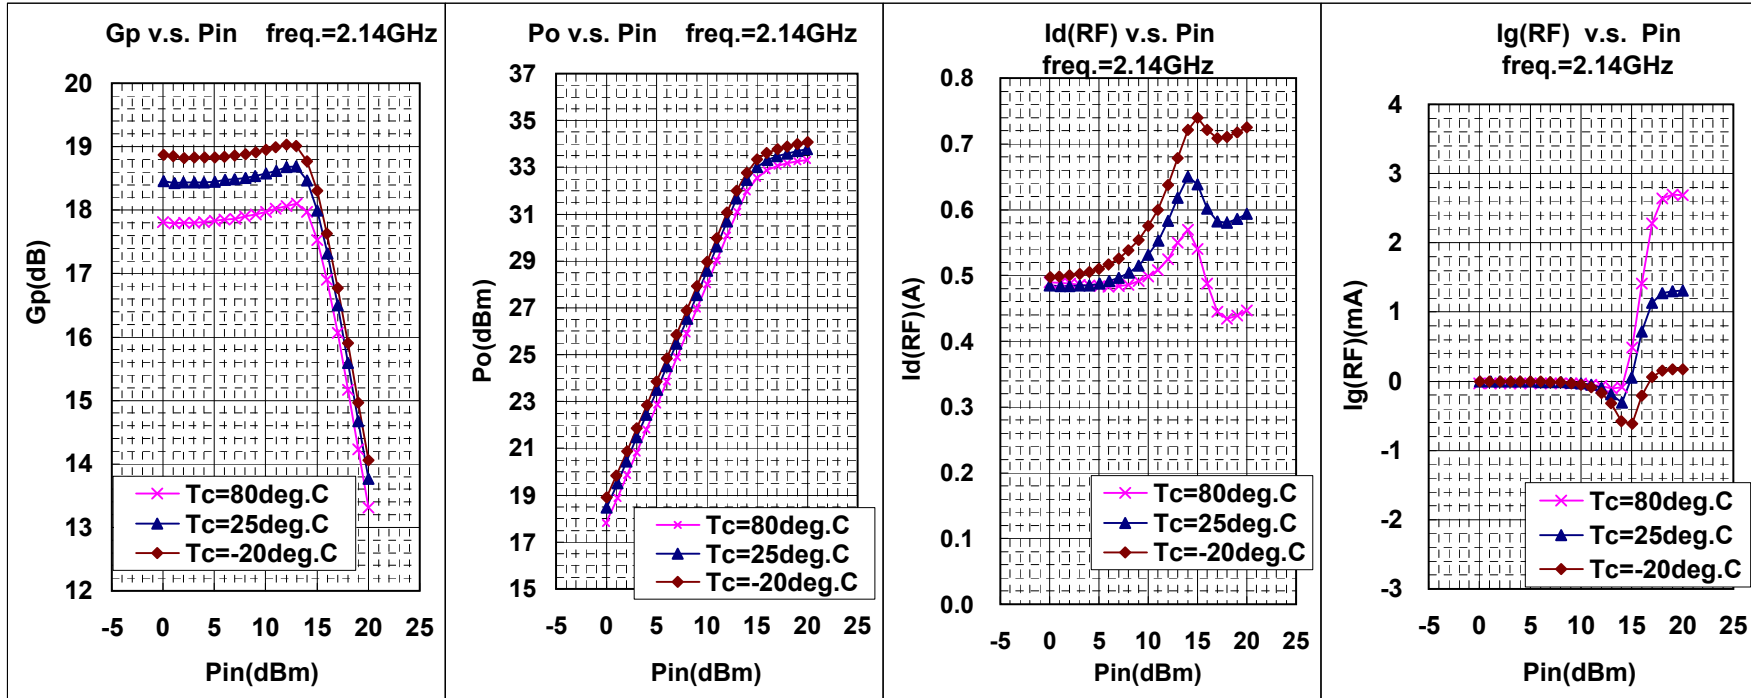 Gp v.s. Pin freq.=2.14GHz
20
19
18
17
16
15
14
13
12
Gp(dB)
Tc=80deg.C
Tc=25deg.C
Tc=-20deg.C
-5 0 5 10 15 20 25
Pin(dBm)
Po v.s. Pin freq.=2.14GHz
37
35
33
31
29
27
25
23
21
19
17
15
Po(dBm)
Tc=80deg.C
Tc=25deg.C
Tc=-20deg.C
-5 0 5 10 15 20 25
Pin(dBm)
Id(RF) v.s. Pin
freq.=2.14GHz
0.8
0.7
0.6
0.5
0.4
0.3
0.2
0.1
0.0
Id(RF)(A)
Tc=80deg.C
Tc=25deg.C
Tc=-20deg.C
-5 0 5 10 15 20 25
Pin(dBm)
Ig(RF) v.s. Pin
freq.=2.14GHz
4
3
2
1
0
-1
-2
-3
Ig(RF)(mA)
Tc=80deg.C
Tc=25deg.C
Tc=-20deg.C
-5 0 5 10 15 20 25
Pin(dBm)